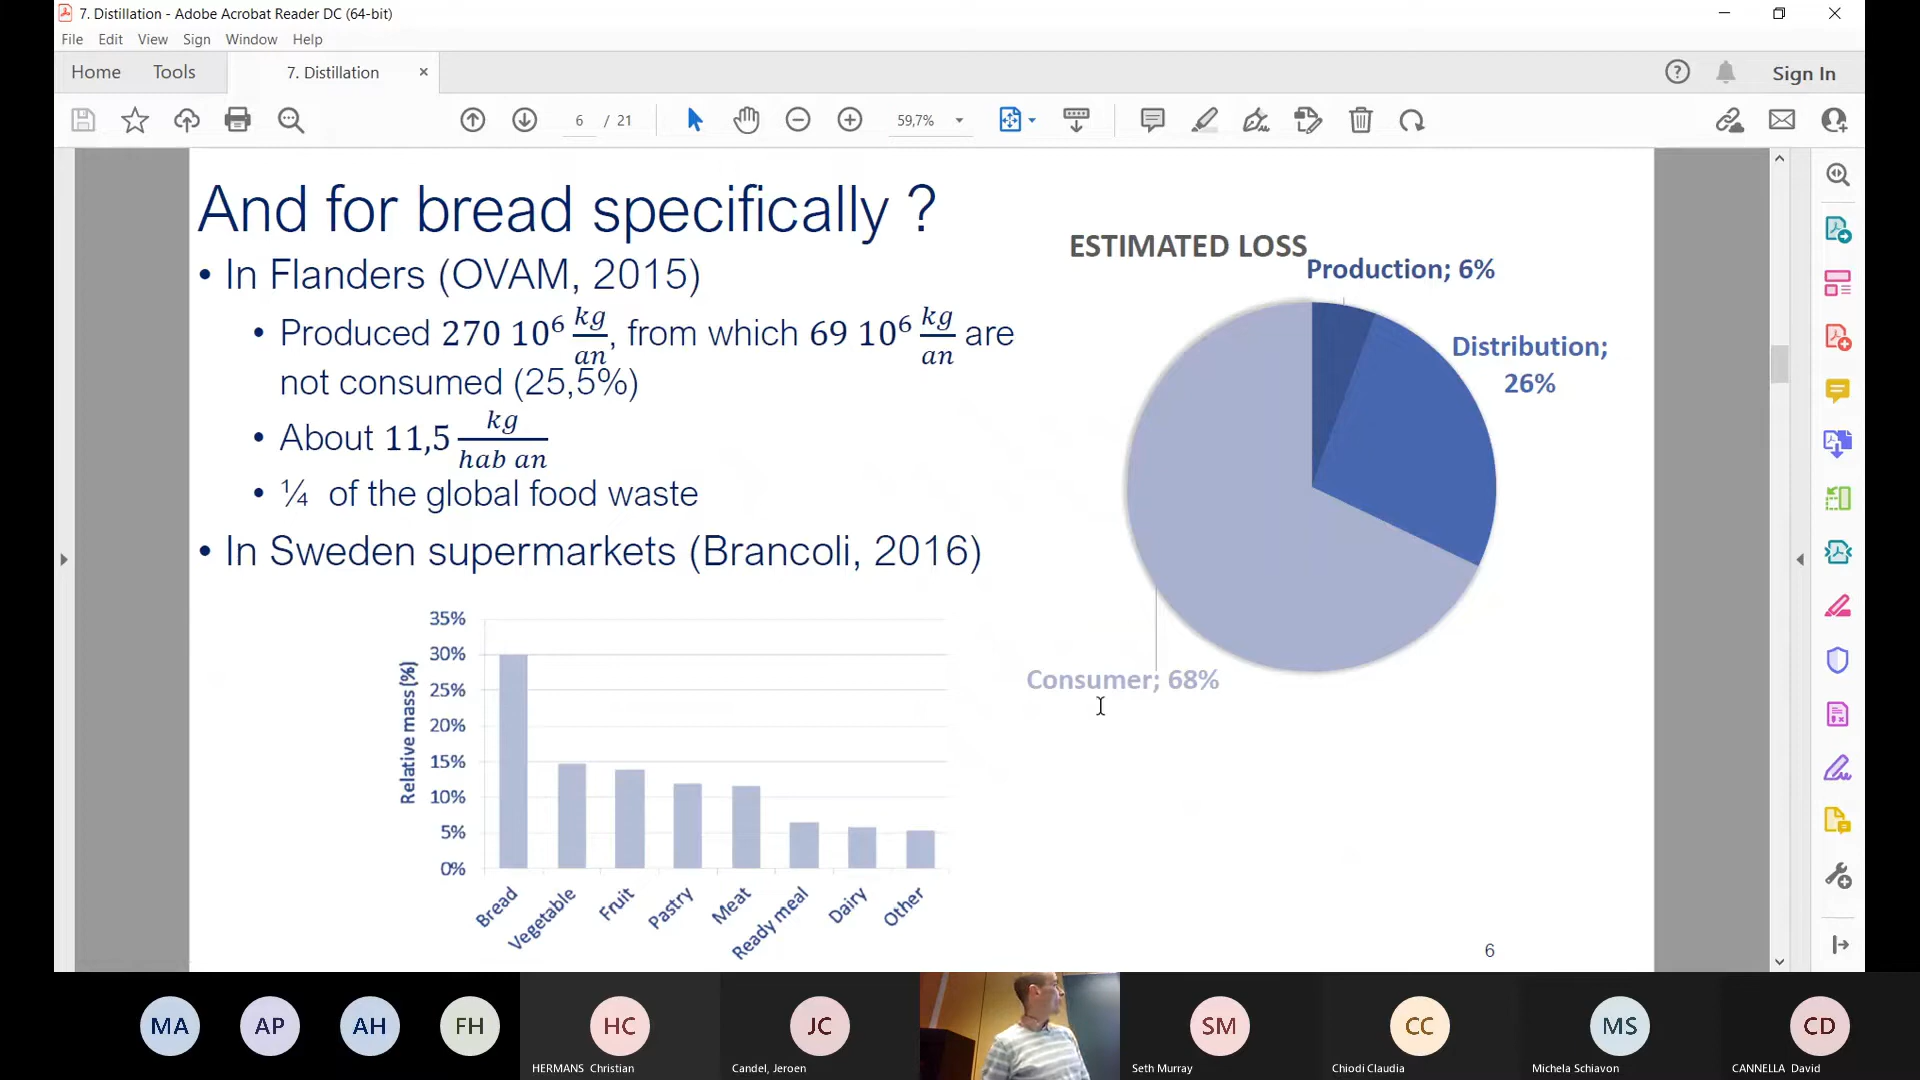 7. Distillation - Adobe Acrobat Reader DC (64-bit)
File Edit View Sign Window Help
Home Tools 7. Distillation × Sign In
6 / 21 59,7%
And for bread specifically ?
• In Flanders (OVAM, 2015)
• Produced 270 10⁶ kg/an, from which 69 10⁶ kg/an are
not consumed (25,5%)
• About 11,5 kg/hab an
• ¼ of the global food waste
• In Sweden supermarkets (Brancoli, 2016)
ESTIMATED LOSS
Production; 6%
Distribution;
26%
Consumer; 68%
Relative mass (%)
35%
30%
25%
20%
15%
10%
5%
0%
Bread
Vegetable
Fruit
Pastry
Meat
Ready meal
Dairy
Other
6
MA AP AH FH HC JC SM CC MS CD
HERMANS Christian Candel, Jeroen Seth Murray Chiodi Claudia Michela Schiavon CANNELLA David